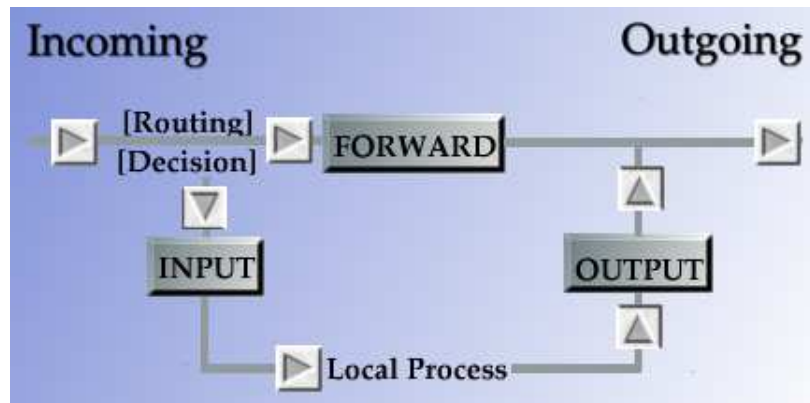 Incoming
Outgoing
[Routing]
[Decision]
FORWARD
INPUT
OUTPUT
Local Process